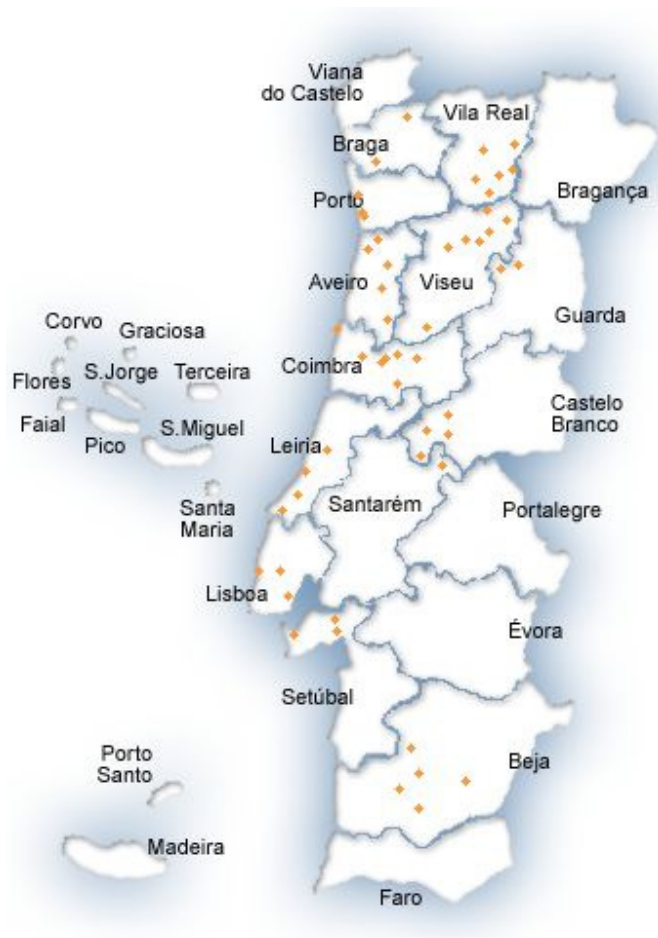 Viana
do Castelo
Vila Real
Braga
Bragança
Porto
Aveiro
Viseu
Guarda
Corvo
Graciosa
Coimbra
Flores
S.Jorge
Terceira
Faial
Pico
S.Miguel
Castelo
Branco
Leiria
Santa
Maria
Santarém
Portalegre
Lisboa
Évora
Setúbal
Porto
Santo
Beja
Madeira
Faro